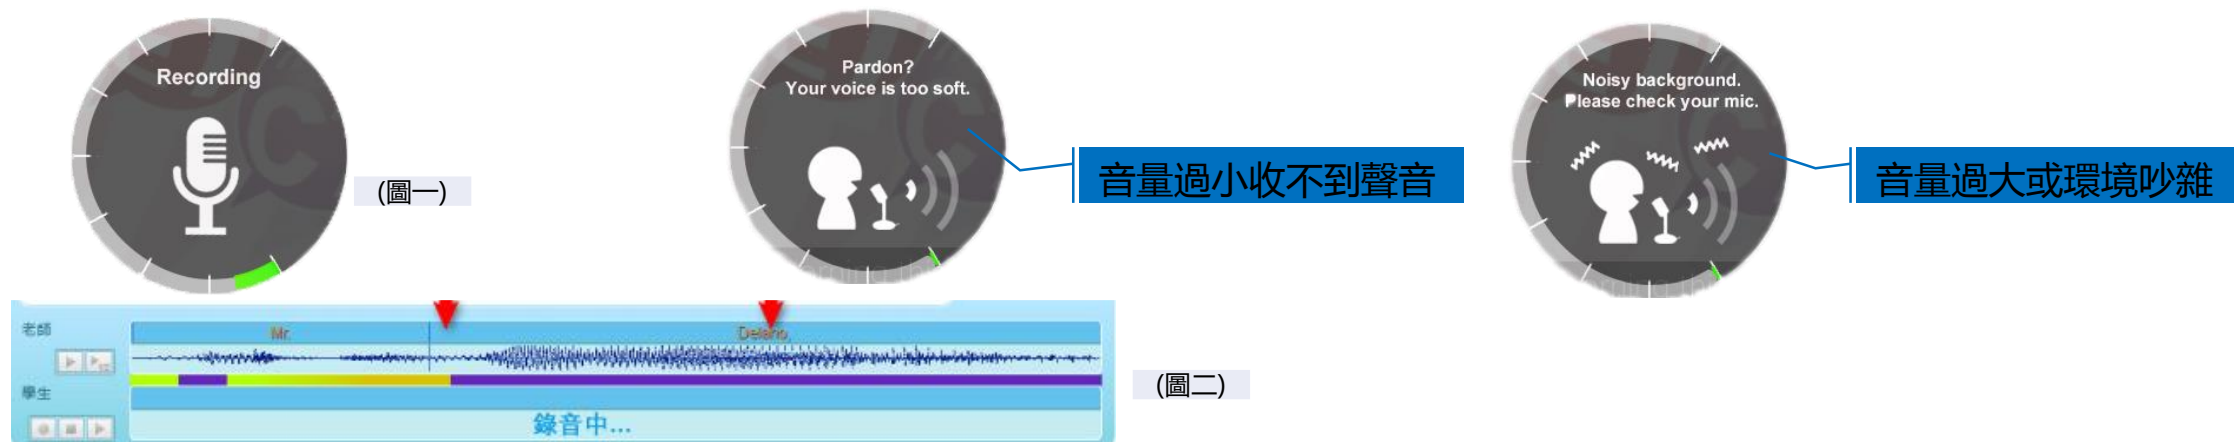 Recording
(圖一)
Pardon?
Your voice is too soft.
音量過小收不到聲音
Noisy background.
Please check your mic.
音量過大或環境吵雜
老師
Mr.
Delano.
學生
錄音中...
(圖二)